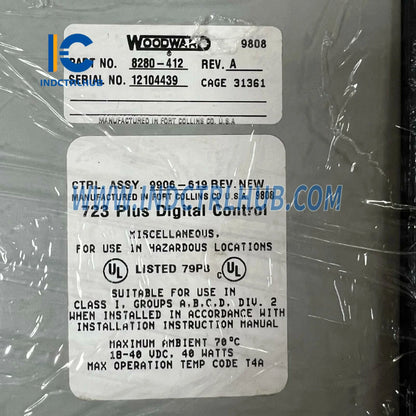 WOODWARD
9808
PART NO. 8280-412 REV. A
SERIAL NO. 12104439 CAGE 31361
MANUFACTURED IN FORT COLLINS CO. U.S.A
IC
INDCTRLHUB
CTRL. ASSY. 9906-619 REV. NEW
MANUFACTURED IN FORT COLLINS CO U.S.A 9808
WWW.INDCTRLHUB.COM
723 Plus Digital Control
MISCELLANEOUS.
FOR USE IN HAZARDOUS LOCATIONS
UL LISTED 79PB C UL
SUITABLE FOR USE IN
CLASS I, GROUPS A,B,C,D, DIV. 2
WHEN INSTALLED IN ACCORDANCE WITH
INSTALLATION INSTRUCTION MANUAL
MAXIMUM AMBIENT 70°C
18-40 VDC, 40 WATTS
MAX OPERATION TEMP CODE T4A